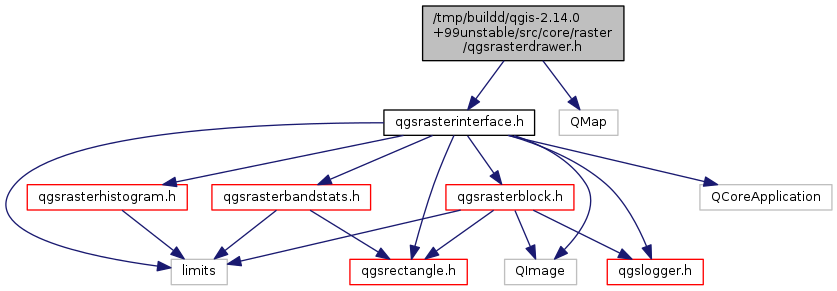 /tmp/buildd/qgis-2.14.0
+99unstable/src/core/raster
/qgsrasterdrawer.h
qgsrasterinterface.h
QMap
qgsrasterhistogram.h
qgsrasterbandstats.h
qgsrasterblock.h
QCoreApplication
limits
qgsrectangle.h
QImage
qgslogger.h